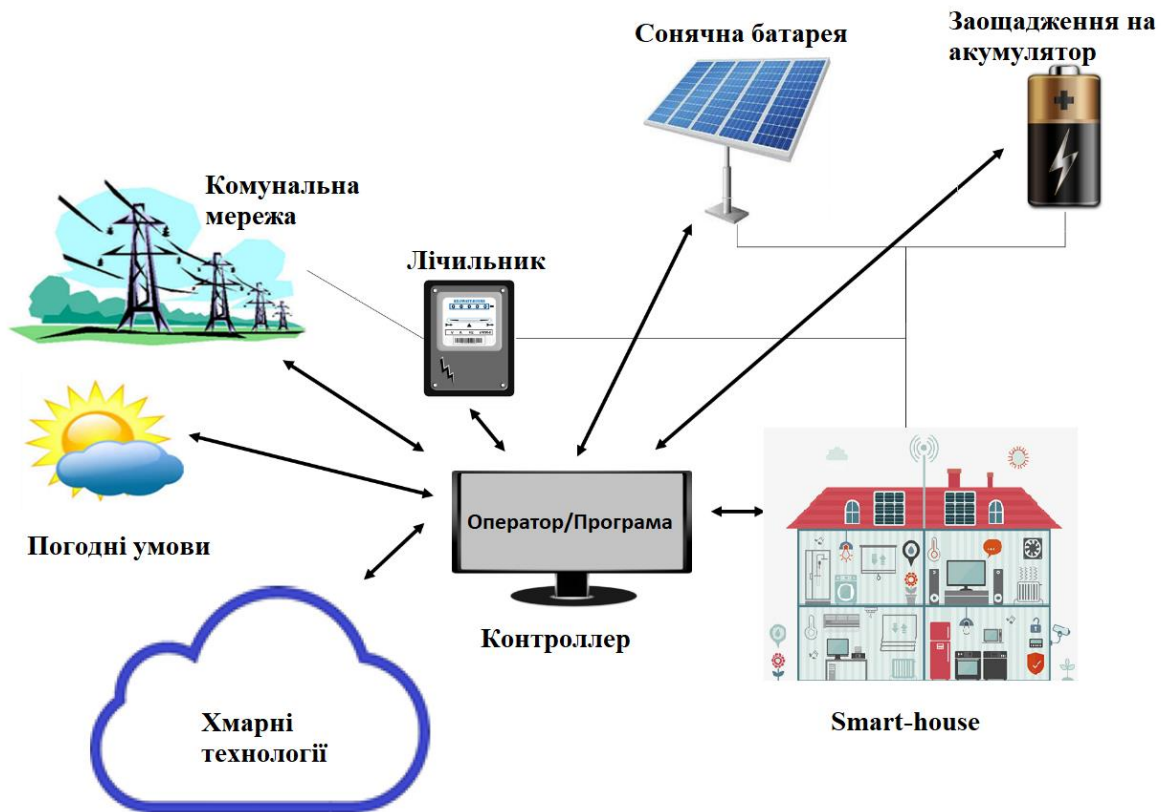 Сонячна батарея
Заощадження на
акумулятор
Комунальна
мережа
Лічильник
Погодні умови
Оператор/Програма
Контроллер
Хмарні
технології
Smart-house